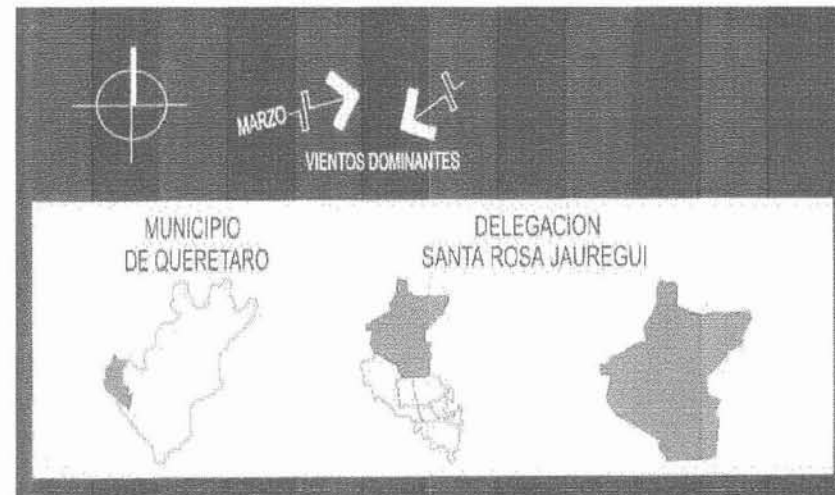 MARZO
VIENTOS DOMINANTES
MUNICIPIO
DE QUERETARO
DELEGACION
SANTA ROSA JAUREGUI